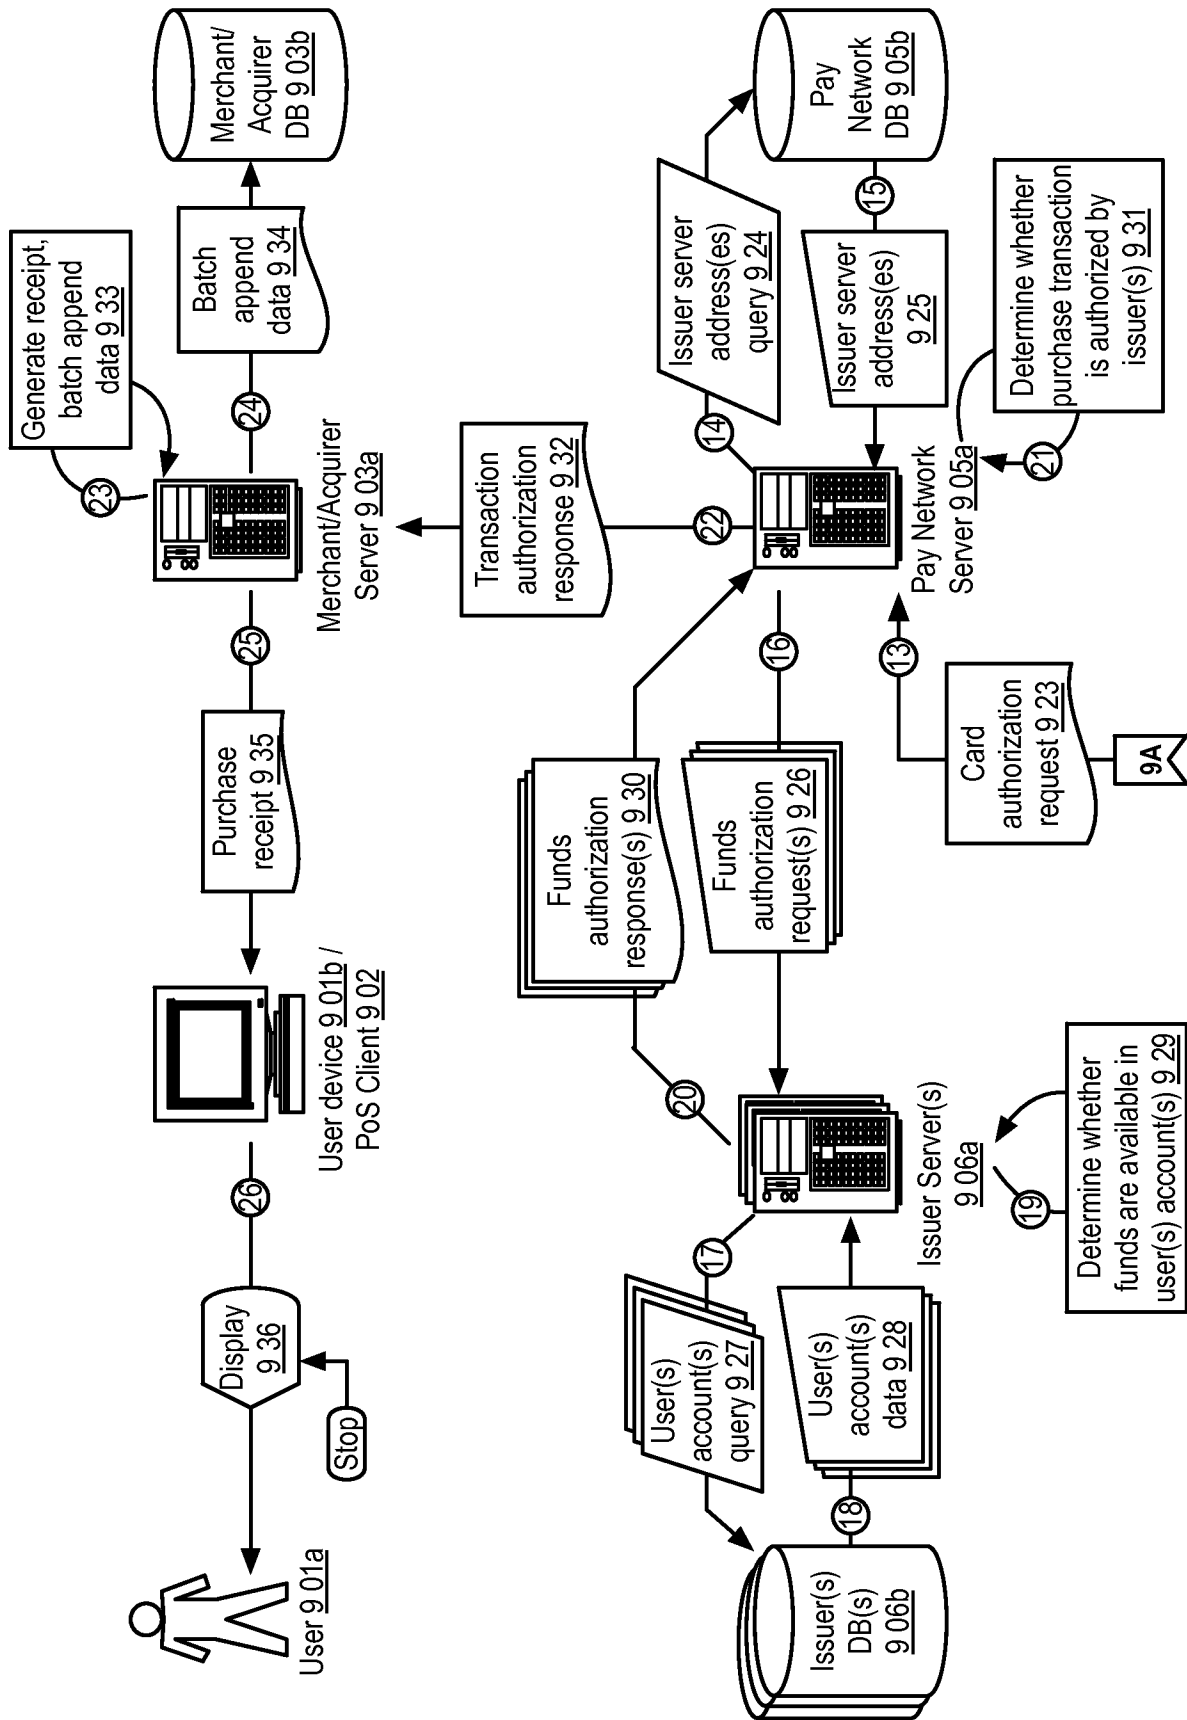 User 9 01a
Display
9 36
Stop
26
User device 9 01b /
PoS Client 9 02
Purchase
receipt 9 35
25
Merchant/Acquirer
Server 9 03a
23
Generate receipt,
batch append
data 9 33
24
Batch
append
data 9 34
Merchant/
Acquirer
DB 9 03b
Issuer(s)
DB(s)
9 06b
User(s)
account(s)
query 9 27
17
18
User(s)
account(s)
data 9 28
Issuer Server(s)
9 06a
19
Determine whether
funds are available in
user(s) account(s) 9 29
20
Funds
authorization
response(s) 9 30
Funds
authorization
request(s) 9 26
16
Card
authorization
request 9 23
9A
13
Pay Network
Server 9 05a
22
Transaction
authorization
response 9 32
14
Issuer server
address(es)
query 9 24
Issuer server
address(es)
9 25
15
Pay
Network
DB 9 05b
21
Determine whether
purchase transaction
is authorized by
issuer(s) 9 31